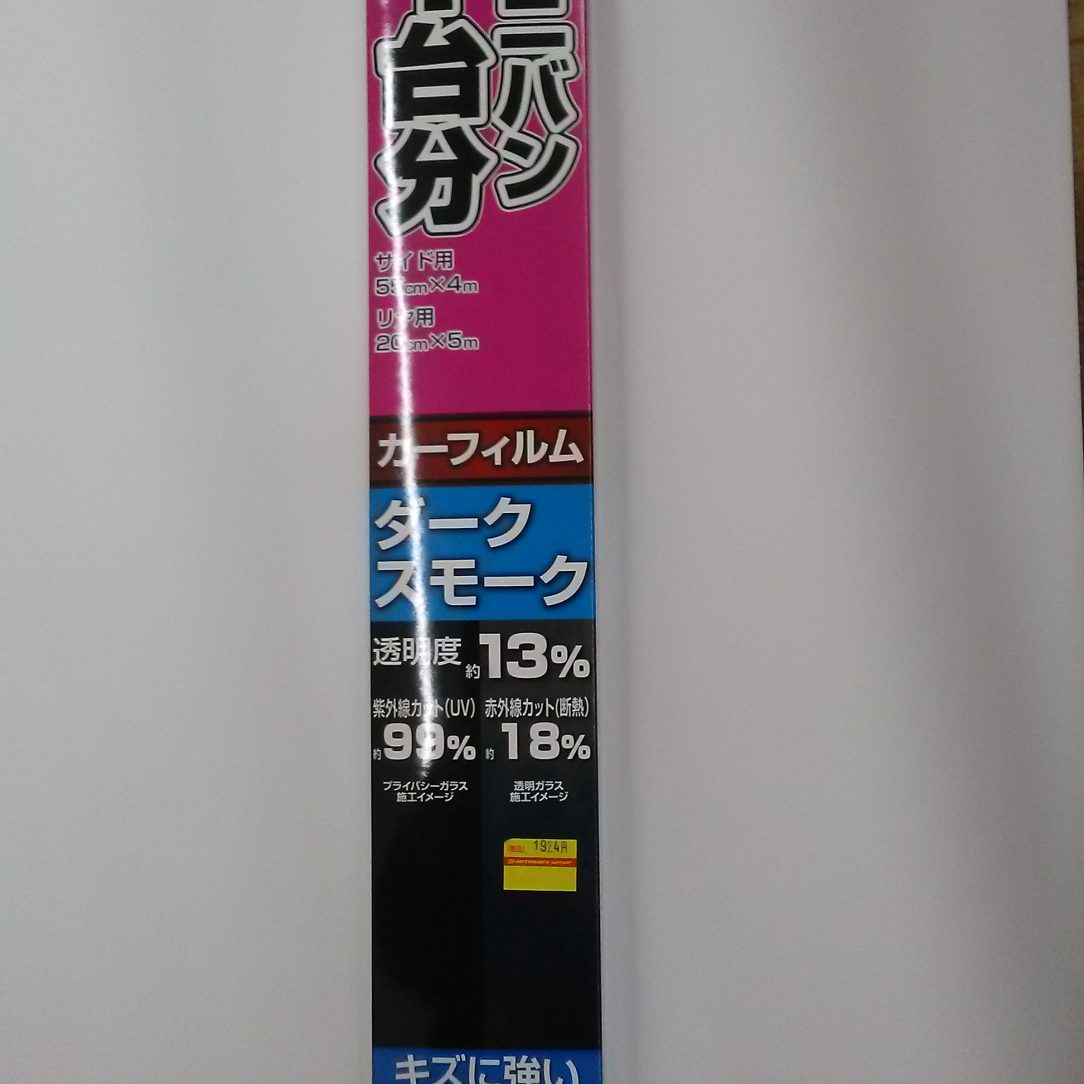 ニバン
台分
サイド用
55cm×4m
リヤ用
20cm×5m
カーフィルム
ダーク
スモーク
透明度 約13%
紫外線カット(UV) 赤外線カット(断熱)
約99% 約18%
プライバシーガラス
施工イメージ
透明ガラス
施工イメージ
(税込) 1924円
キズに強い